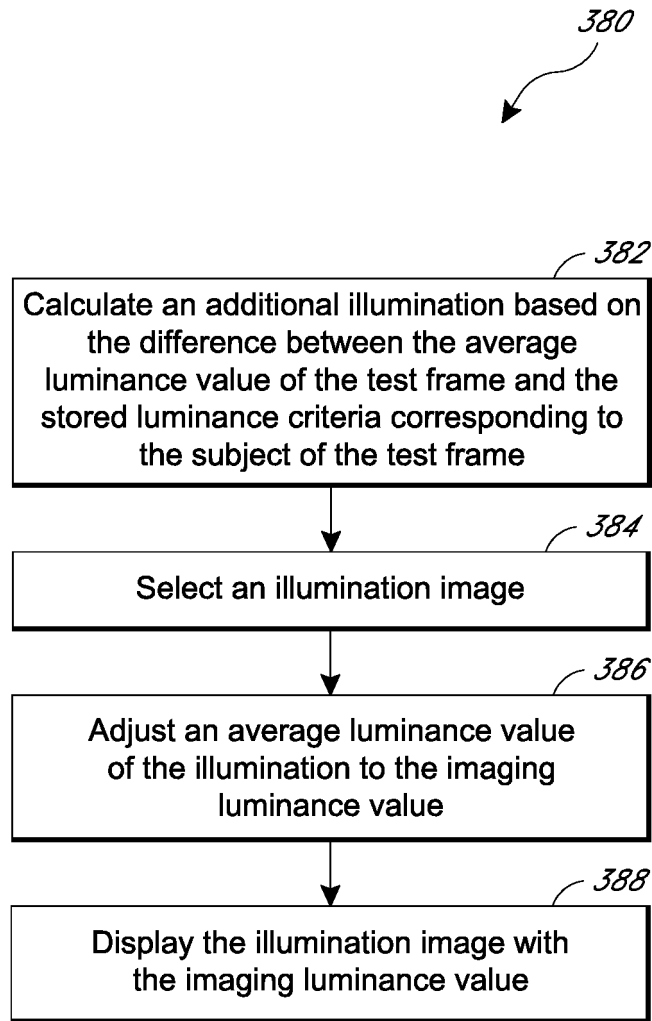 380
382
Calculate an additional illumination based on
the difference between the average
luminance value of the test frame and the
stored luminance criteria corresponding to
the subject of the test frame
384
Select an illumination image
386
Adjust an average luminance value
of the illumination to the imaging
luminance value
388
Display the illumination image with
the imaging luminance value